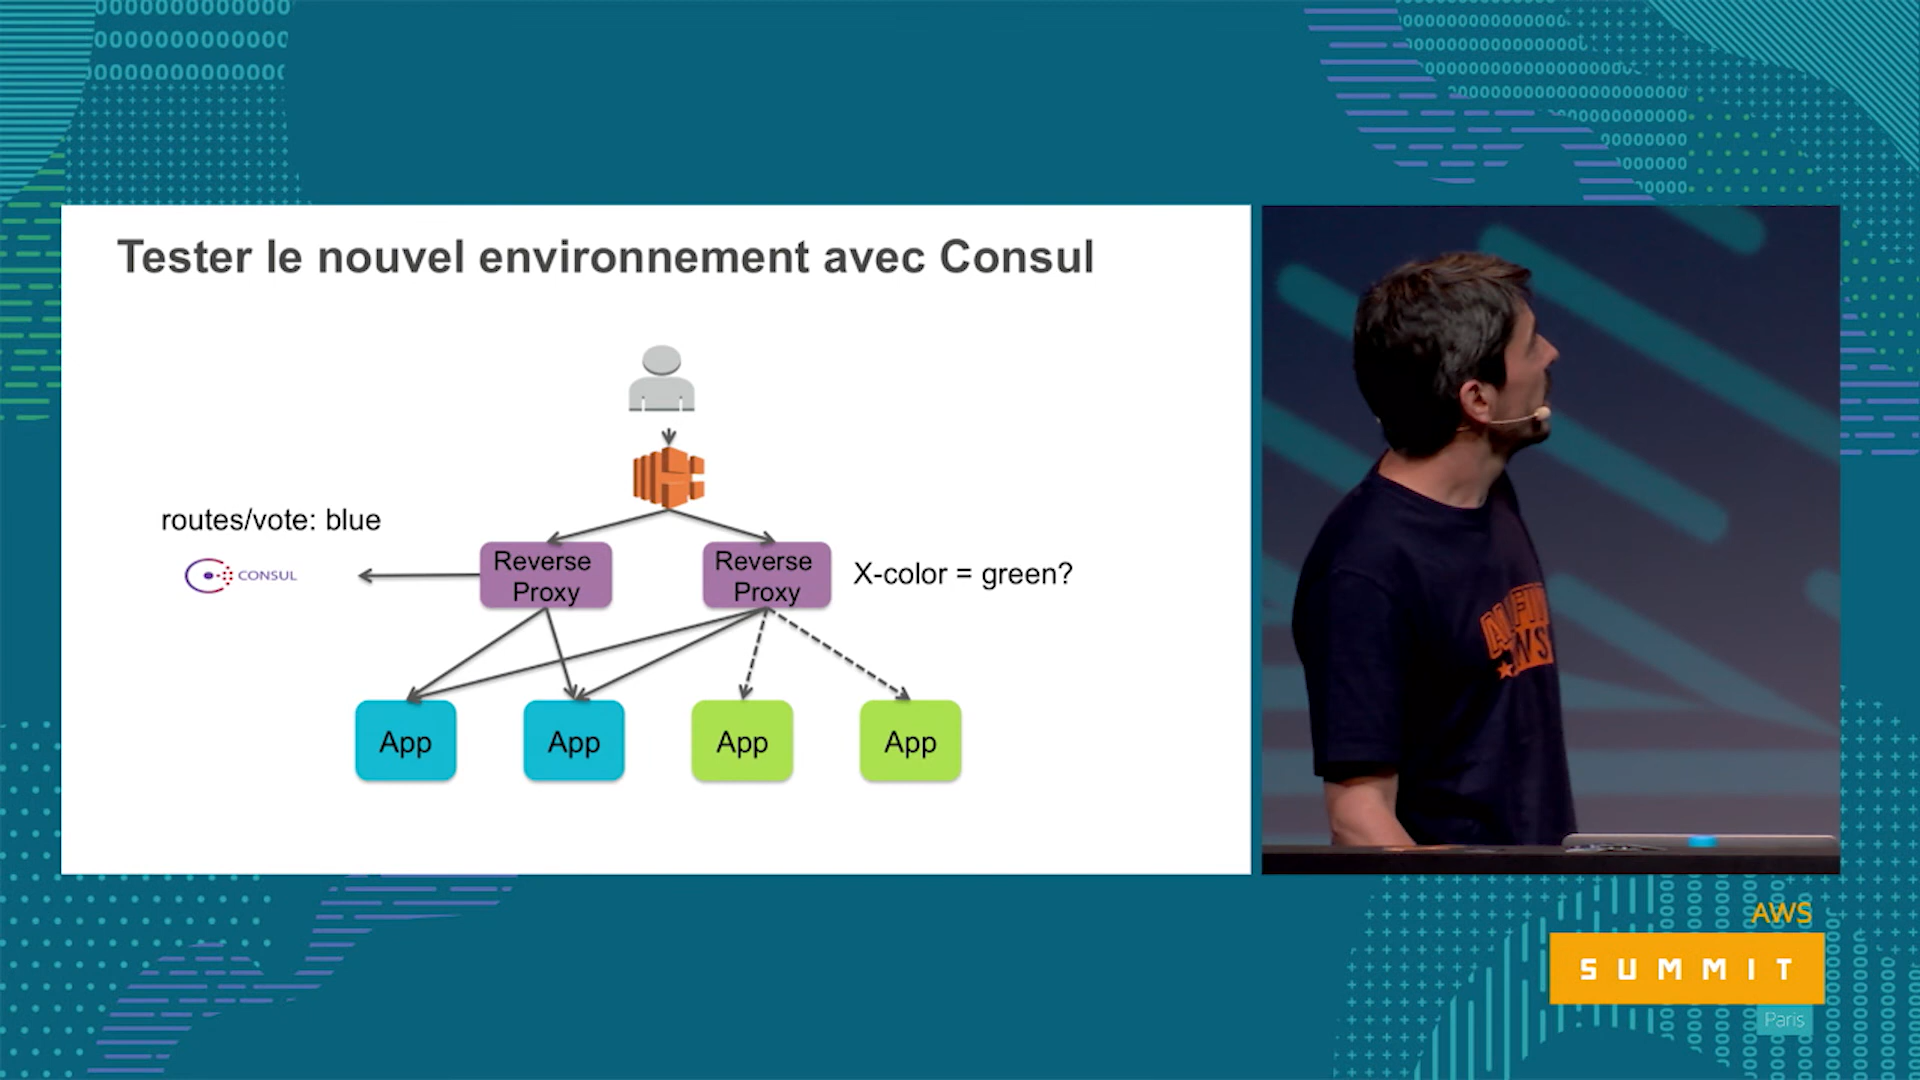 Tester le nouvel environnement avec Consul
routes/vote: blue
CONSUL
Reverse
Proxy
Reverse
Proxy
X-color = green?
App
App
App
App
AWS
SUMMIT
Paris